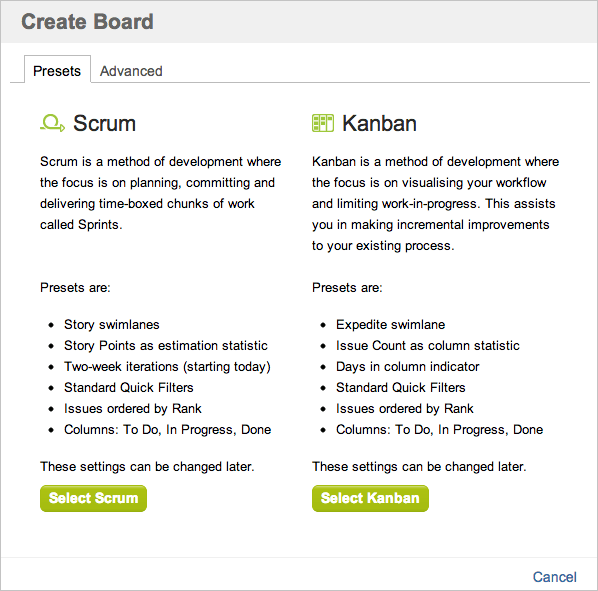 Create Board
Presets
Advanced
Scrum
Scrum is a method of development where
the focus is on planning, committing and
delivering time-boxed chunks of work
called Sprints.
Presets are:
Story swimlanes
Story Points as estimation statistic
Two-week iterations (starting today)
Standard Quick Filters
Issues ordered by Rank
Columns: To Do, In Progress, Done
These settings can be changed later.
Select Scrum
Kanban
Kanban is a method of development where
the focus is on visualising your workflow
and limiting work-in-progress. This assists
you in making incremental improvements
to your existing process.
Presets are:
Expedite swimlane
Issue Count as column statistic
Days in column indicator
Standard Quick Filters
Issues ordered by Rank
Columns: To Do, In Progress, Done
These settings can be changed later.
Select Kanban
Cancel